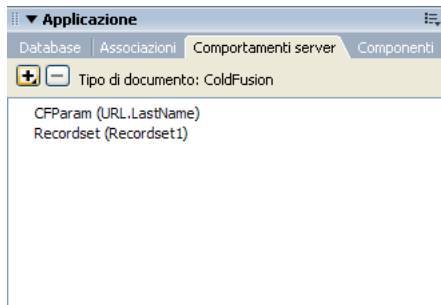 Applicazione
Database Associazioni Comportamenti server Componenti
Tipo di documento: ColdFusion
CFParam (URL.LastName)
Recordset (Recordset1)